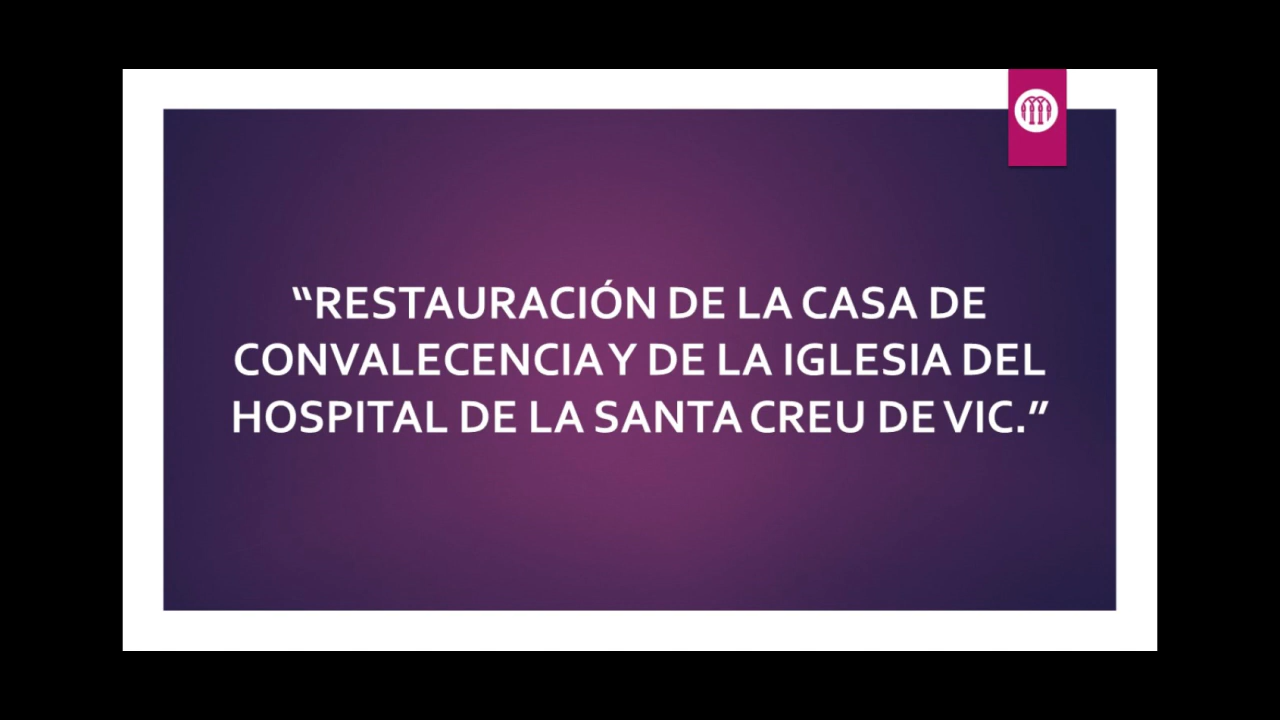 “RESTAURACIÓN DE LA CASA DE
CONVALECENCIA Y DE LA IGLESIA DEL
HOSPITAL DE LA SANTA CREU DE VIC.”